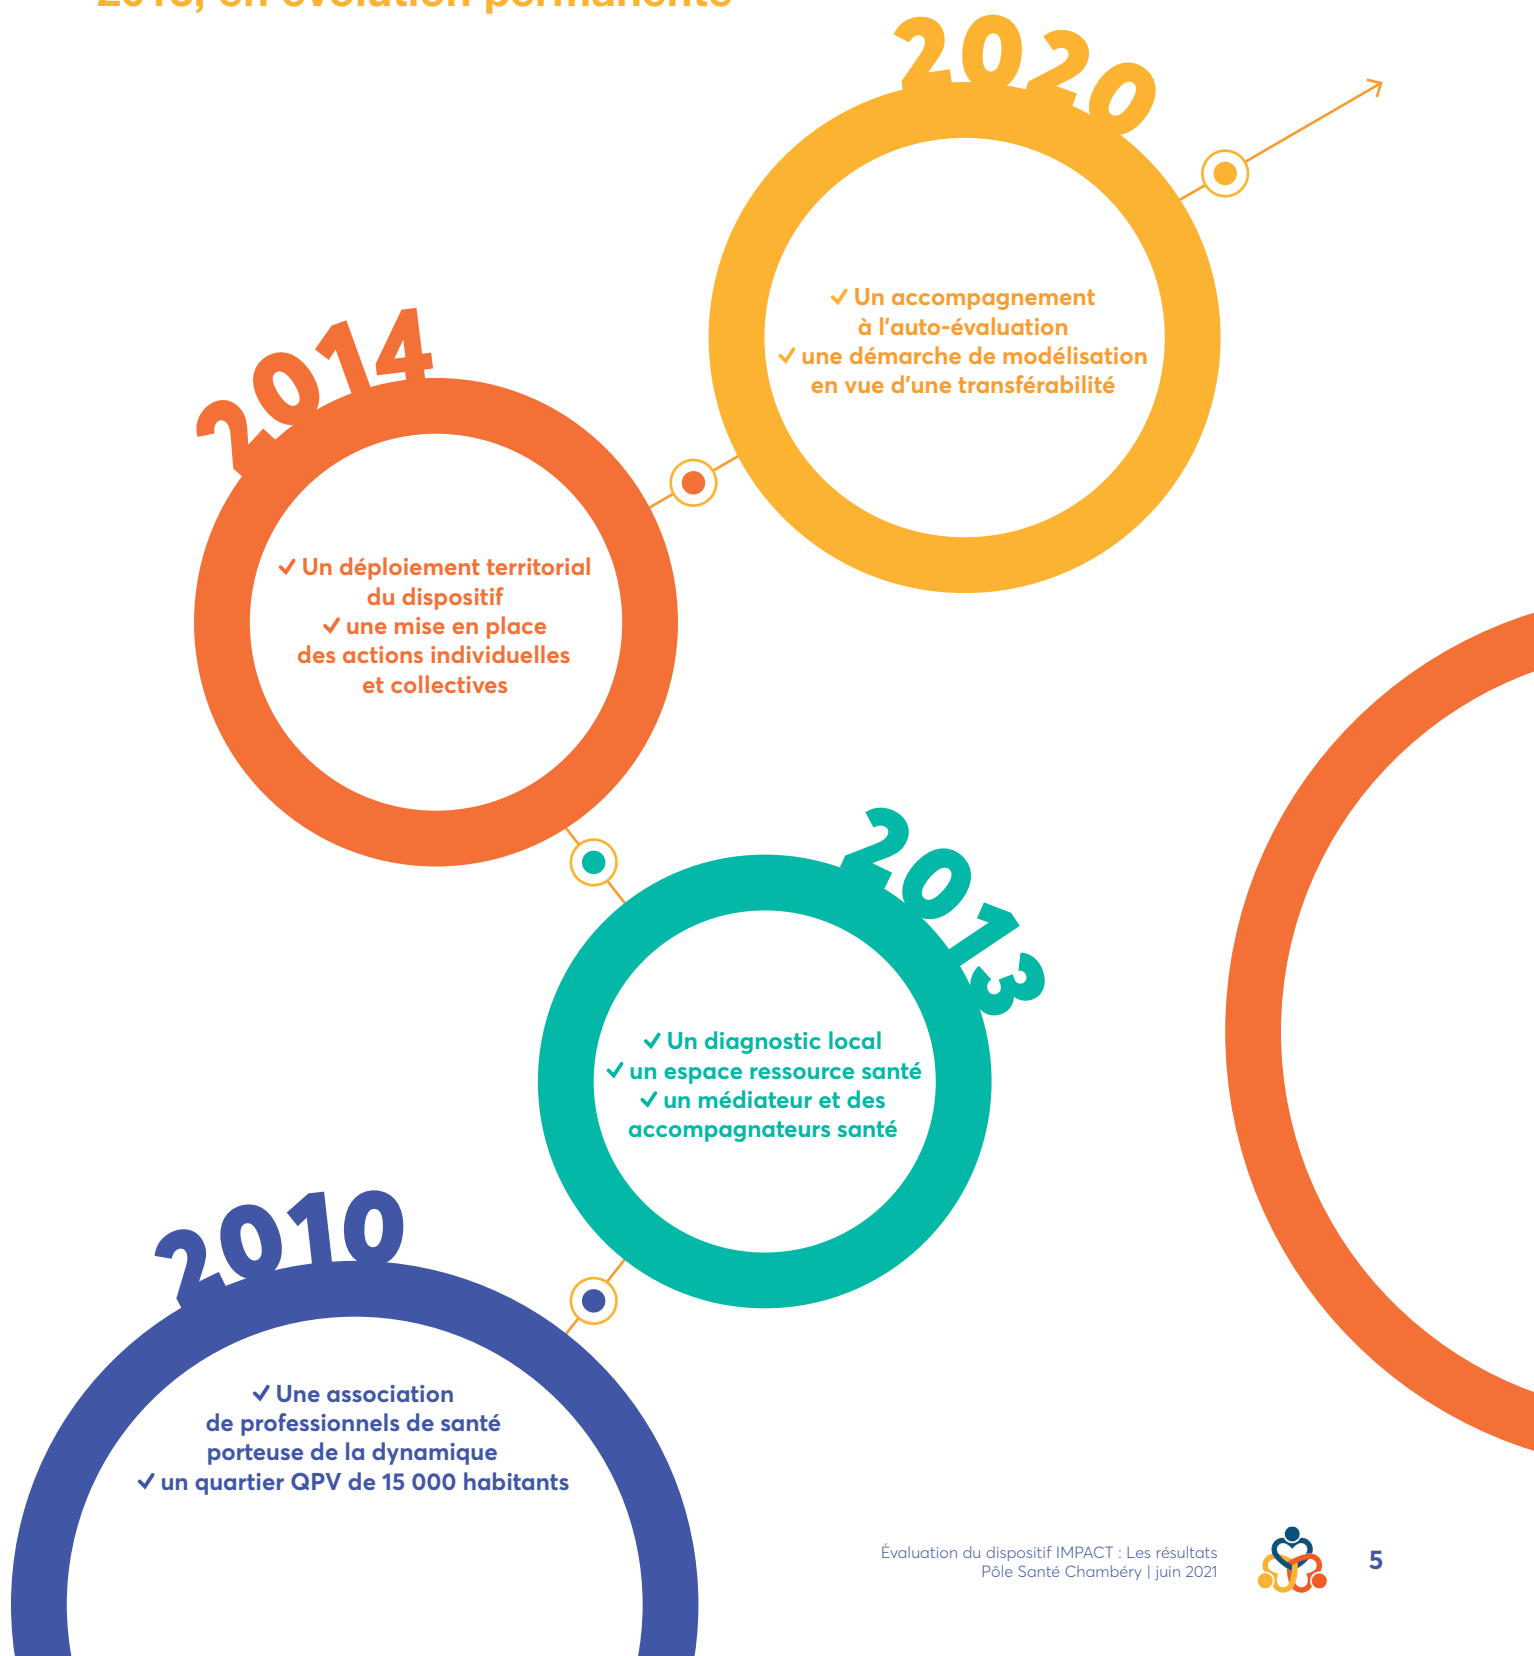 en évolution permanente
2020
✓ Un accompagnement
à l'auto-évaluation
✓ une démarche de modélisation
en vue d'une transférabilité
2014
✓ Un déploiement territorial
du dispositif
✓ une mise en place
des actions individuelles
et collectives
2013
✓ Un diagnostic local
✓ un espace ressource santé
✓ un médiateur et des
accompagnateurs santé
2010
✓ Une association
de professionnels de santé
porteuse de la dynamique
✓ un quartier QPV de 15 000 habitants
Évaluation du dispositif IMPACT : Les résultats
Pôle Santé Chambéry | juin 2021
5